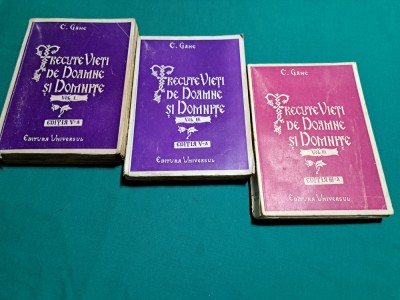 C. Gane
Trecute Vieți
de Doamne
și Domnițe
Vol. I.
Ediția V-a
Editura Universul
C. Gane
Trecute Vieți
de Doamne
și Domnițe
Vol. II.
Ediția V-a
Editura Universul
C. Gane
Trecute Vieți
de Doamne
și Domnițe
Vol. III.
Ediția III-a
Editura Universul